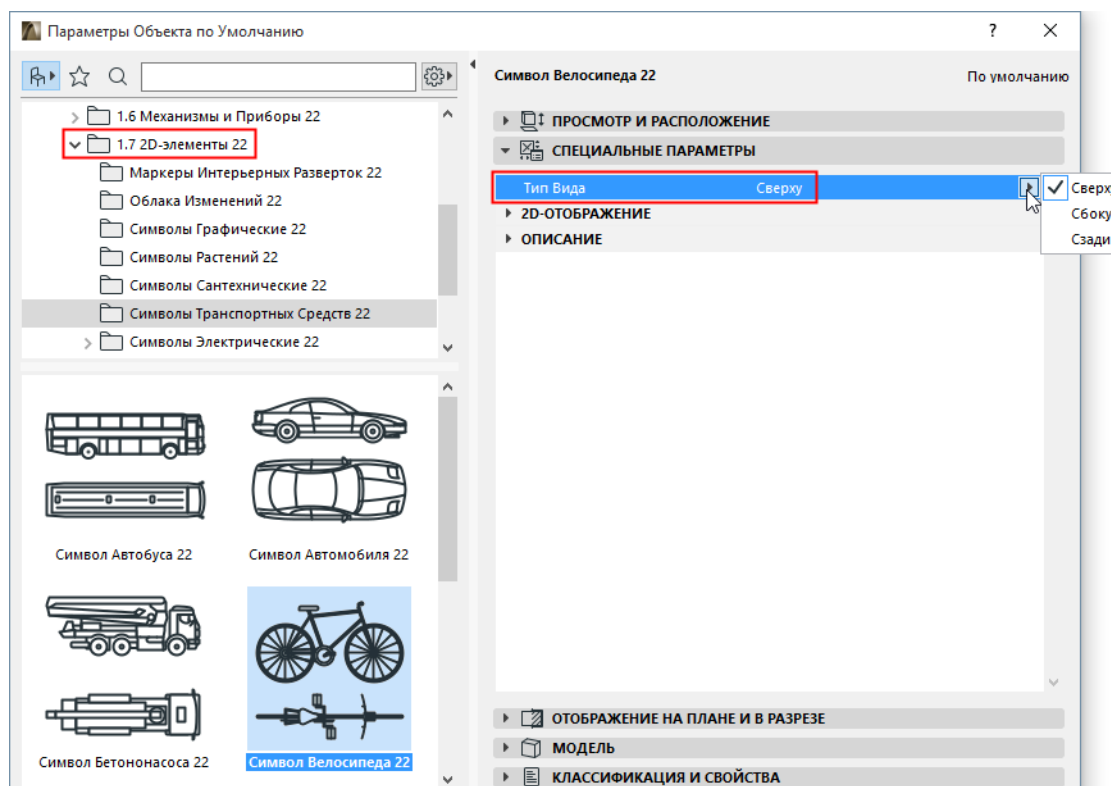 Параметры Объекта по Умолчанию
?
1.6 Механизмы и Приборы 22
1.7 2D-элементы 22
Маркеры Интерьерных Разверток 22
Облака Изменений 22
Символы Графические 22
Символы Растений 22
Символы Сантехнические 22
Символы Транспортных Средств 22
Символы Электрические 22
Символ Автобуса 22
Символ Автомобиля 22
Символ Бетононасоса 22
Символ Велосипеда 22
Символ Велосипеда 22
По умолчанию
ПРОСМОТР И РАСПОЛОЖЕНИЕ
СПЕЦИАЛЬНЫЕ ПАРАМЕТРЫ
Тип Вида Сверху
Сверху
Сбоку
Сзади
2D-ОТОБРАЖЕНИЕ
ОПИСАНИЕ
ОТОБРАЖЕНИЕ НА ПЛАНЕ И В РАЗРЕЗЕ
МОДЕЛЬ
КЛАССИФИКАЦИЯ И СВОЙСТВА